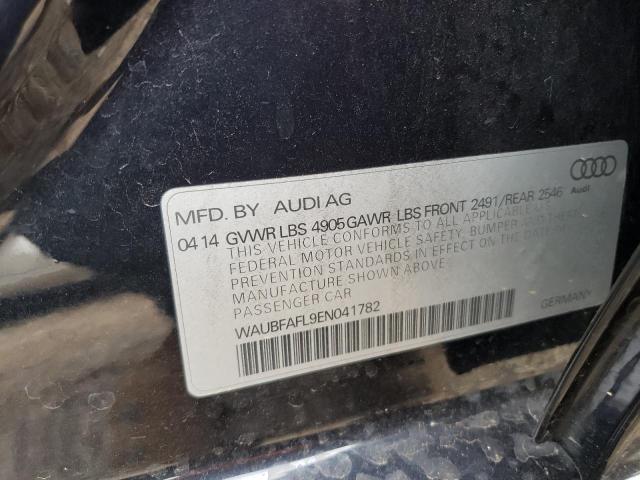 MFD. BY AUDI AG
Audi
04 14 GVWR LBS 4905 GAWR LBS FRONT 2491/REAR 2546
THIS VEHICLE CONFORMS TO ALL APPLICABLE
FEDERAL MOTOR VEHICLE SAFETY, BUMPER AND THEFT
PREVENTION STANDARDS IN EFFECT ON THE DATE OF
MANUFACTURE SHOWN ABOVE.
PASSENGER CAR
WAUBFAFL9EN041782
GERMANY